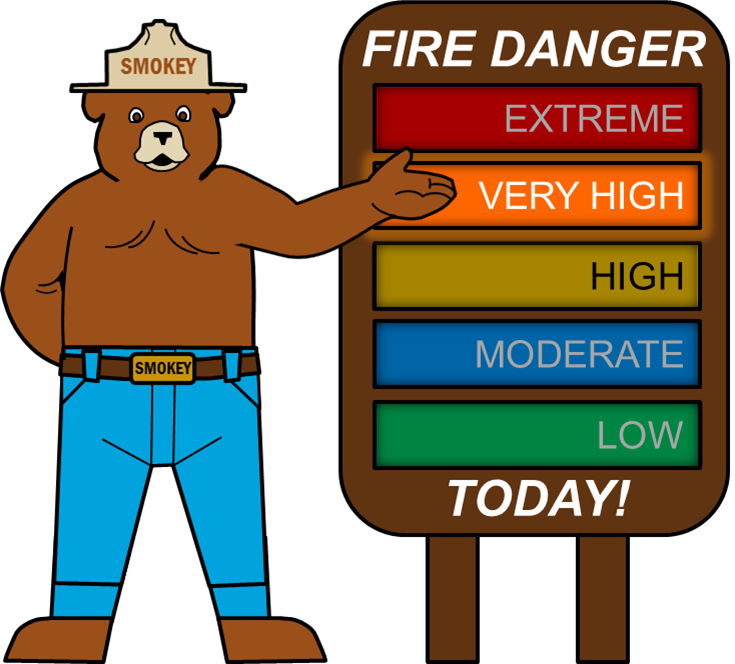 SMOKEY
FIRE DANGER
EXTREME
VERY HIGH
HIGH
MODERATE
LOW
TODAY!
SMOKEY